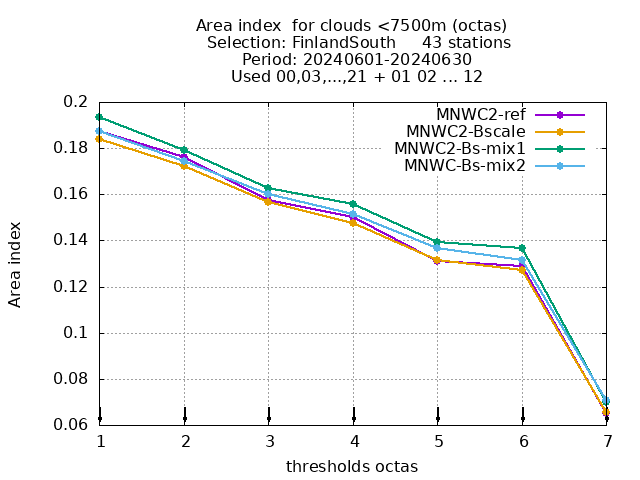 Area index  for clouds <7500m (octas)
Selection: FinlandSouth     43 stations
Period: 20240601-20240630
Used 00,03,...,21 + 01 02 ... 12
MNWC2-ref
MNWC2-Bscale
MNWC2-Bs-mix1
MNWC-Bs-mix2
Area index
0.2
0.18
0.16
0.14
0.12
0.1
0.08
0.06
1 2 3 4 5 6 7
thresholds octas